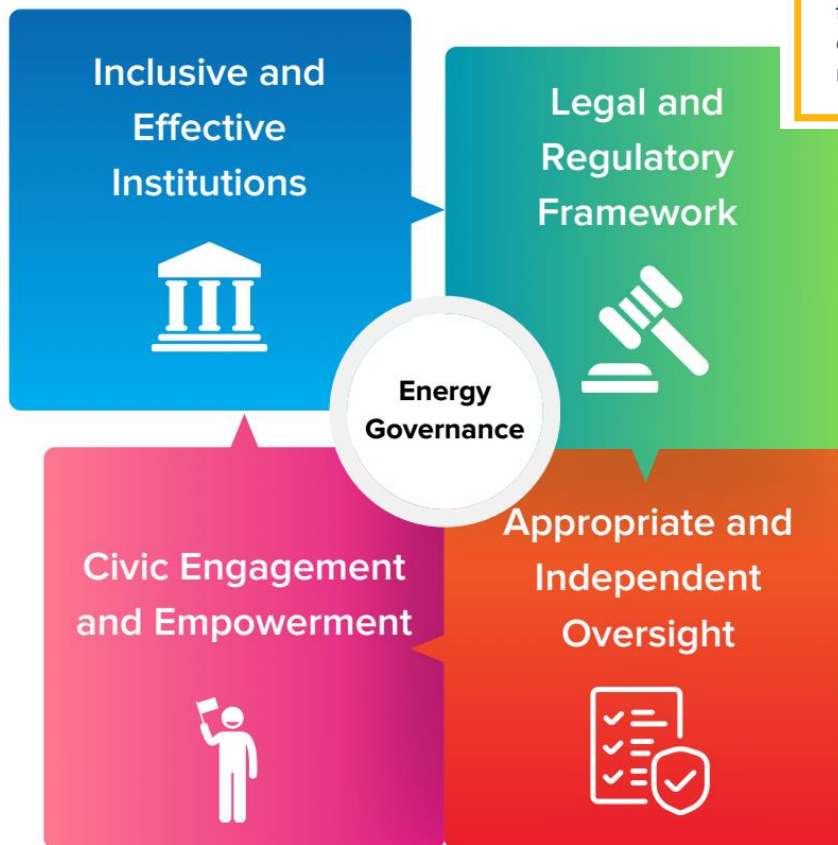 Inclusive and
Effective
Institutions
Legal and
Regulatory
Framework
Energy
Governance
Civic Engagement
and Empowerment
Appropriate and
Independent
Oversight